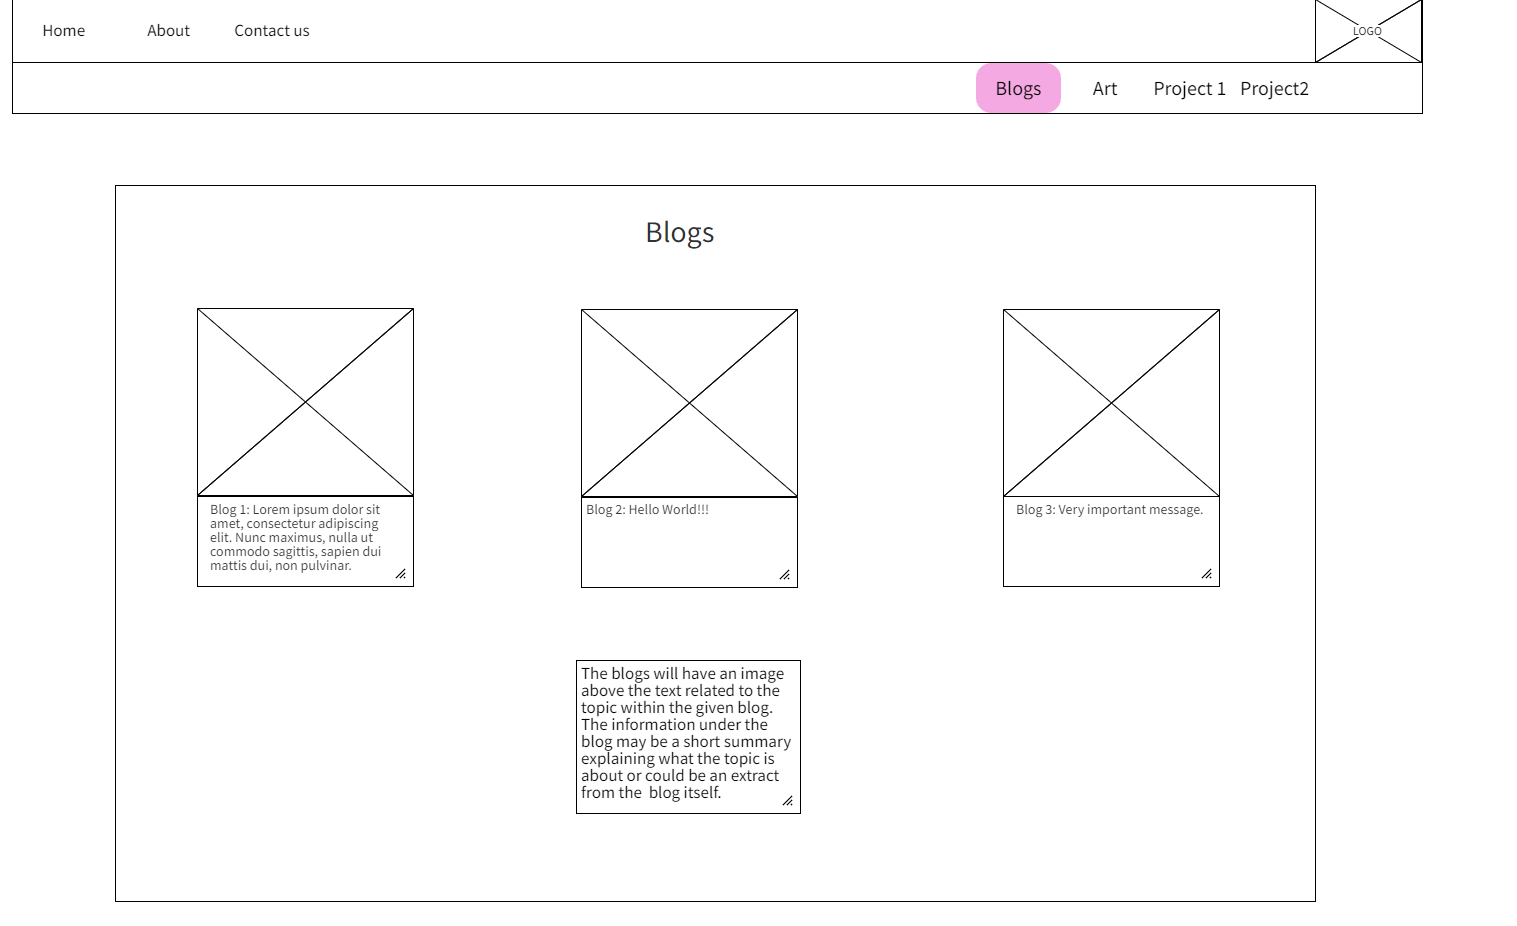 Home About Contact us
LOGO
Blogs Art Project 1 Project2
Blogs
Blog 1: Lorem ipsum dolor sit
amet, consectetur adipiscing
elit. Nunc maximus, nulla ut
commodo sagittis, sapien dui
mattis dui, non pulvinar.
Blog 2: Hello World!!!
Blog 3: Very important message.
The blogs will have an image
above the text related to the
topic within the given blog.
The information under the
blog may be a short summary
explaining what the topic is
about or could be an extract
from the  blog itself.